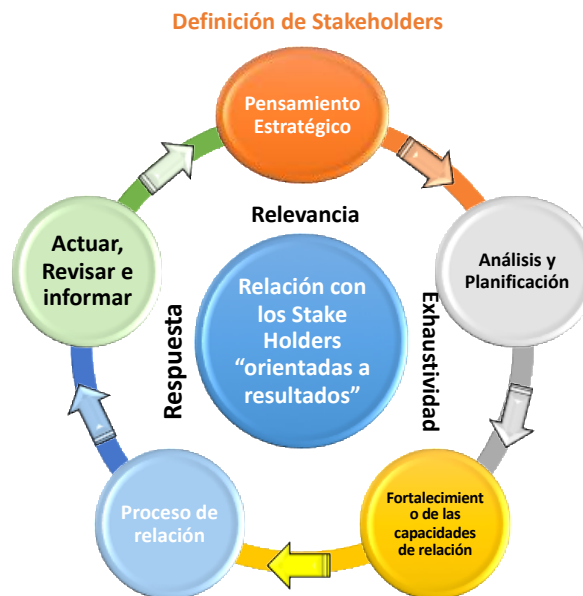 Definición de Stakeholders
Pensamiento
Estratégico
Relevancia
Actuar,
Revisar e
informar
Análisis y
Planificación
Relación con
los Stake
Holders
“orientadas a
resultados”
Respuesta
Exhaustividad
Proceso de
relación
Fortalecimient
o de las
capacidades
de relación